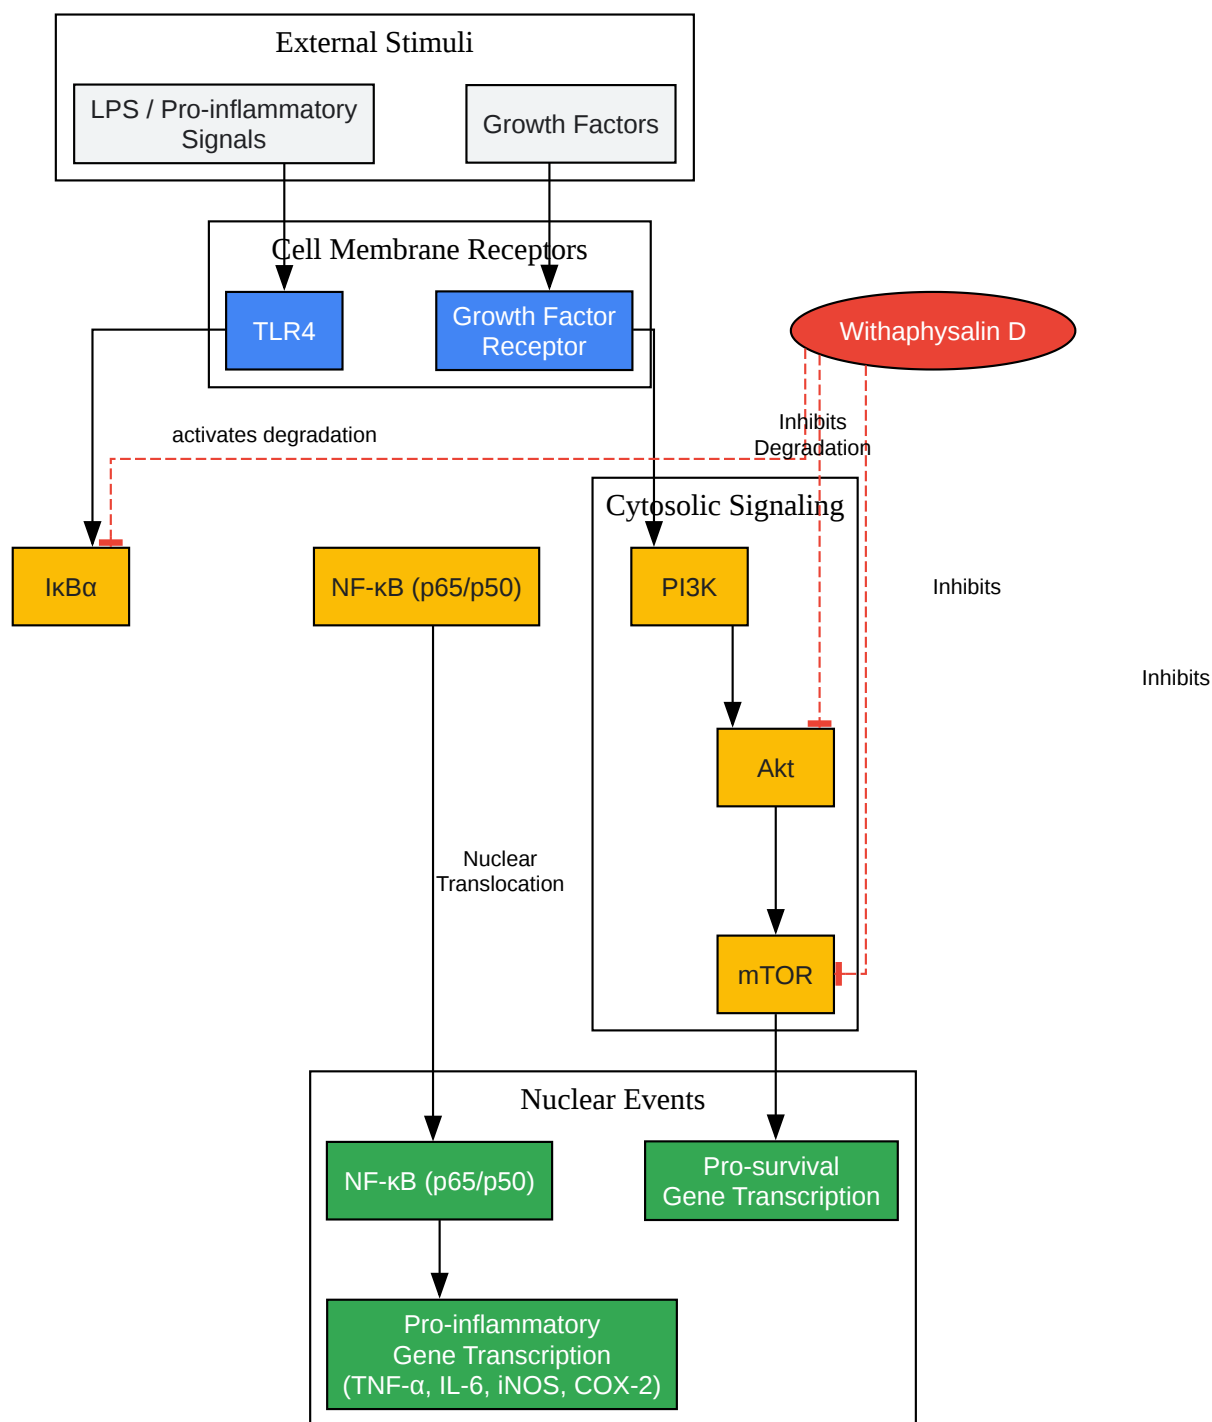 External Stimuli
LPS / Pro-inflammatory
Signals
Growth Factors
Cell Membrane Receptors
TLR4
Growth Factor
Receptor
Withaphysalin D
activates degradation
Inhibits
Degradation
Cytosolic Signaling
IκBα
NF-κB (p65/p50)
PI3K
Inhibits
Inhibits
Akt
Nuclear
Translocation
mTOR
Nuclear Events
NF-κB (p65/p50)
Pro-survival
Gene Transcription
Pro-inflammatory
Gene Transcription
(TNF-α, IL-6, iNOS, COX-2)